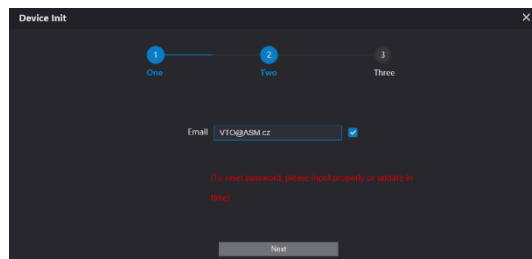 Device Init
1 2 3
One Two Three
Email VTO@ASM.cz
(To reset password, please input properly or update in
time)
Next